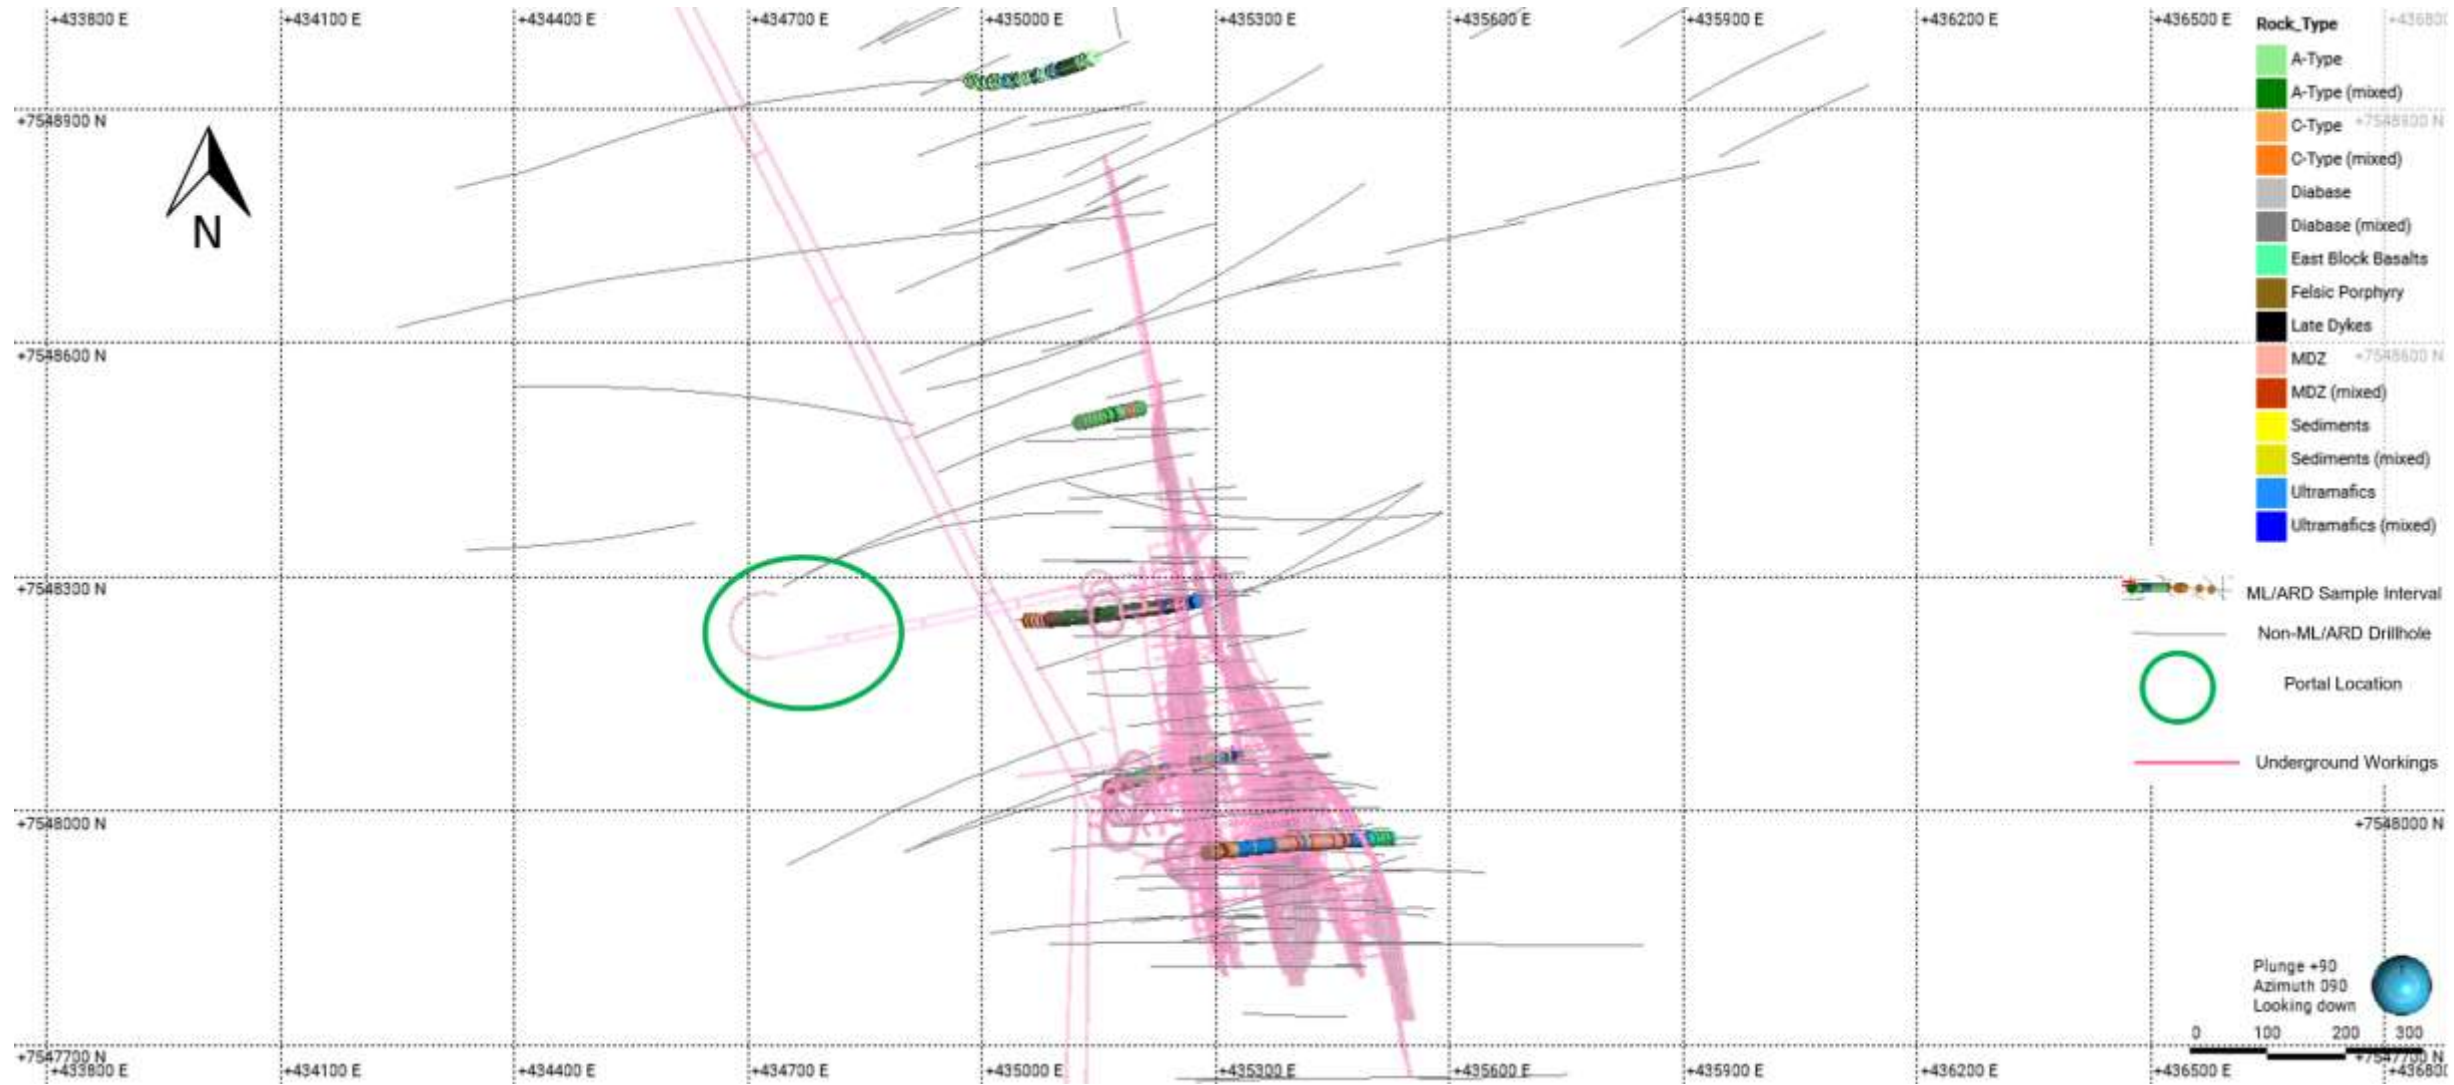 +433800 E
+434100 E
+434400 E
+434700 E
+435000 E
+435300 E
+435600 E
+435900 E
+436200 E
+436500 E
+7548900 N
+7548600 N
+7548300 N
+7548000 N
+7547700 N
N
Rock_Type
A-Type
A-Type (mixed)
C-Type
+7548900 N
C-Type (mixed)
Diabase
Diabase (mixed)
East Block Basalts
Felsic Porphyry
Late Dykes
MDZ
+7548600 N
MDZ (mixed)
Sediments
Sediments (mixed)
Ultramafics
Ultramafics (mixed)
ML/ARD Sample Interval
Non-ML/ARD Drillhole
Portal Location
Underground Workings
+7548000 N
Plunge +90
Azimuth 090
Looking down
0 100 200 300
+7547700 N
+433800 E
+434100 E
+434400 E
+434700 E
+435000 E
+435300 E
+435600 E
+435900 E
+436200 E
+436500 E